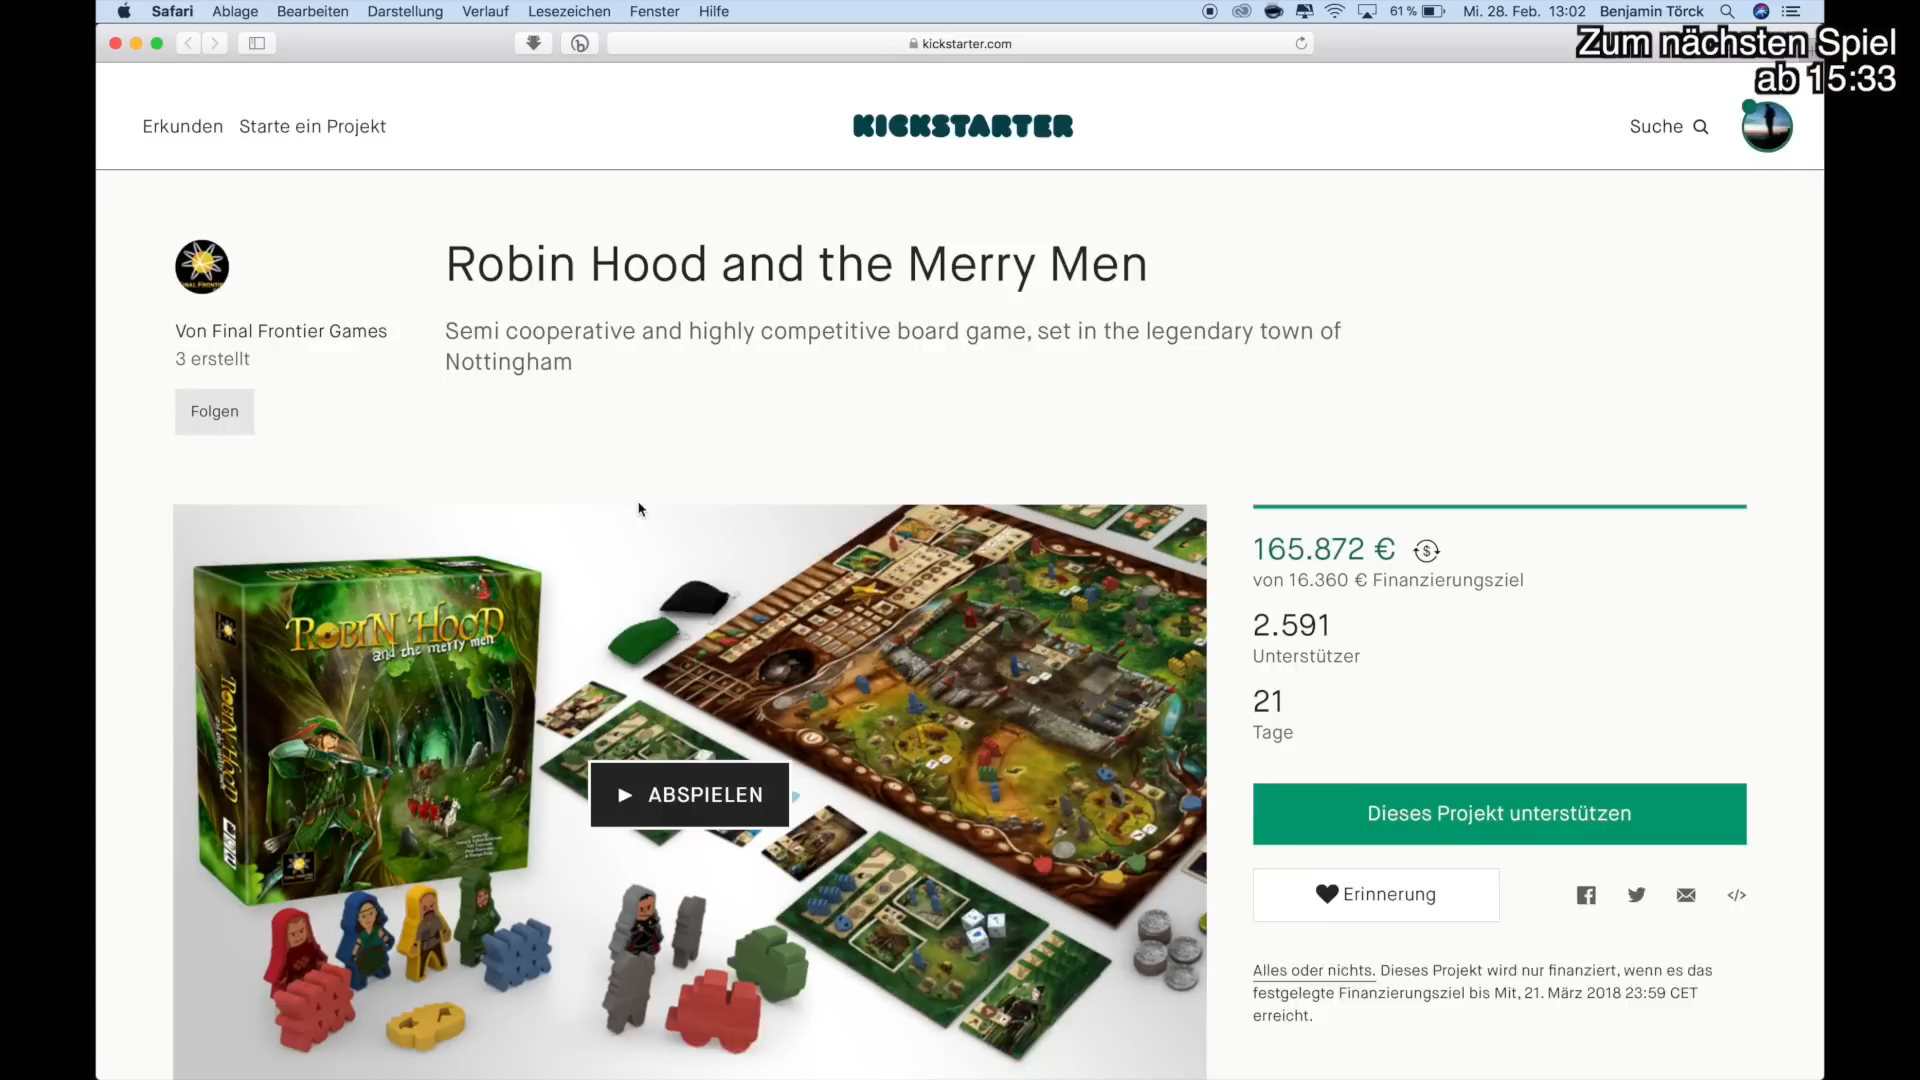 Safari Ablage Bearbeiten Darstellung Verlauf Lesezeichen Fenster Hilfe
61 % Mi. 28. Feb. 13:02 Benjamin Törck
kickstarter.com
Zum nächsten Spiel
ab 15:33
Erkunden Starte ein Projekt
KICKSTARTER
Suche
Robin Hood and the Merry Men
Von Final Frontier Games
3 erstellt
Folgen
Semi cooperative and highly competitive board game, set in the legendary town of
Nottingham
ROBIN HOOD
and the merry men
ROBIN HOOD
ABSPIELEN
165.872 €
von 16.360 € Finanzierungsziel
2.591
Unterstützer
21
Tage
Dieses Projekt unterstützen
Erinnerung
</>
Alles oder nichts. Dieses Projekt wird nur finanziert, wenn es das
festgelegte Finanzierungsziel bis Mit, 21. März 2018 23:59 CET
erreicht.